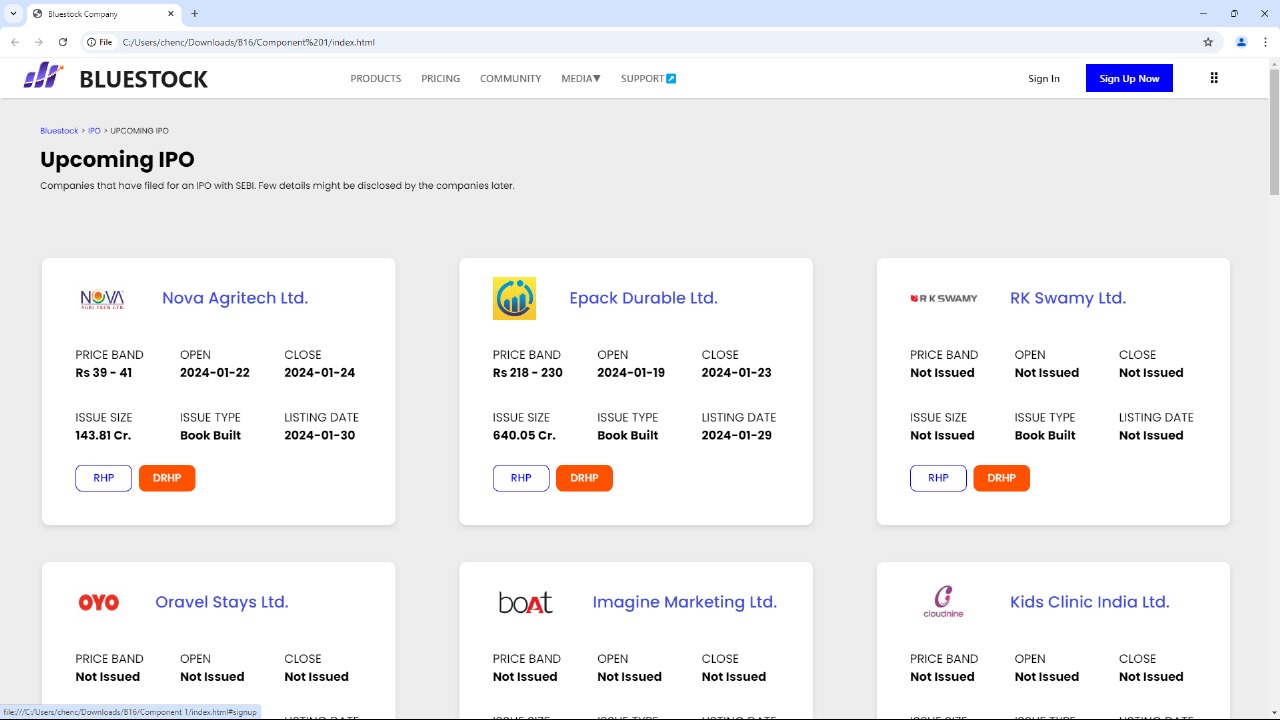 Bluestock Company
File C:/Users/chenc/Downloads/B16/Component%201/index.html
BLUESTOCK PRODUCTS PRICING COMMUNITY MEDIA▼ SUPPORT Sign In Sign Up Now
Bluestock > IPO > UPCOMING IPO
Upcoming IPO
Companies that have filed for an IPO with SEBI. Few details might be disclosed by the companies later.
NOVA
AGRI TECH LTD.
Nova Agritech Ltd.
PRICE BAND OPEN CLOSE
Rs 39 - 41 2024-01-22 2024-01-24
ISSUE SIZE ISSUE TYPE LISTING DATE
143.81 Cr. Book Built 2024-01-30
RHP DRHP
Epack Durable Ltd.
PRICE BAND OPEN CLOSE
Rs 218 - 230 2024-01-19 2024-01-23
ISSUE SIZE ISSUE TYPE LISTING DATE
640.05 Cr. Book Built 2024-01-29
RHP DRHP
R K SWAMY RK Swamy Ltd.
PRICE BAND OPEN CLOSE
Not Issued Not Issued Not Issued
ISSUE SIZE ISSUE TYPE LISTING DATE
Not Issued Book Built Not Issued
RHP DRHP
OYO Oravel Stays Ltd.
PRICE BAND OPEN CLOSE
Not Issued Not Issued Not Issued
boAt Imagine Marketing Ltd.
PRICE BAND OPEN CLOSE
Not Issued Not Issued Not Issued
cloudnine Kids Clinic India Ltd.
PRICE BAND OPEN CLOSE
Not Issued Not Issued Not Issued
file:///C:/Users/chenc/Downloads/B16/Component 1/index.html#signup